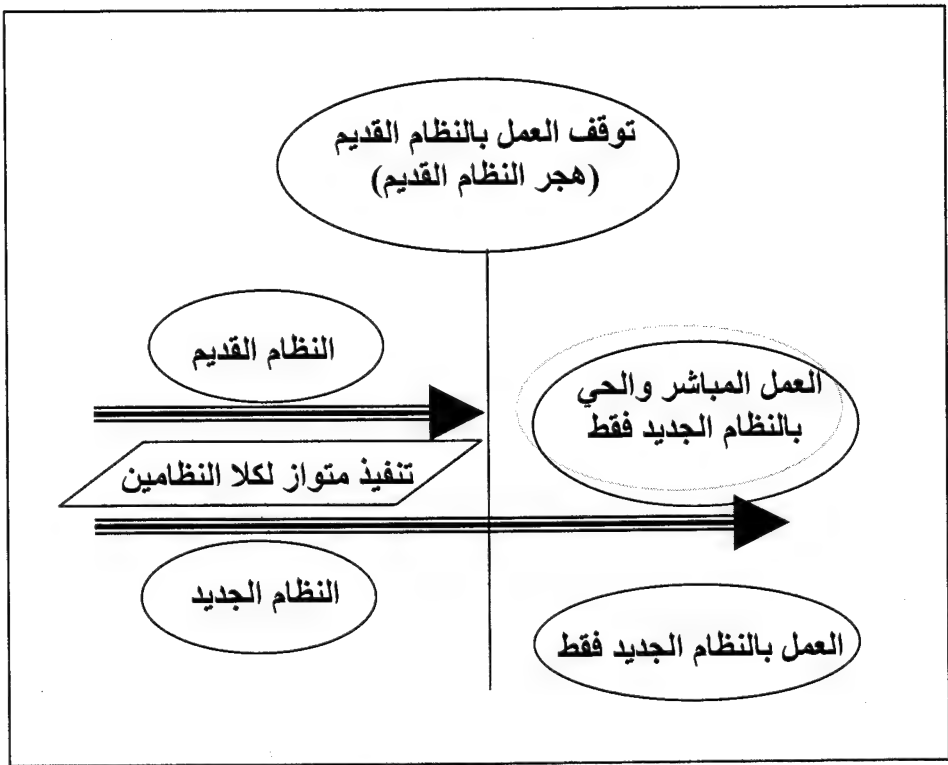 توقف العمل بالنظام القديم
(هجر النظام القديم)
النظام القديم
العمل المباشر والحي
بالنظام الجديد فقط
تنفيذ متواز لكلا النظامين
النظام الجديد
العمل بالنظام الجديد فقط